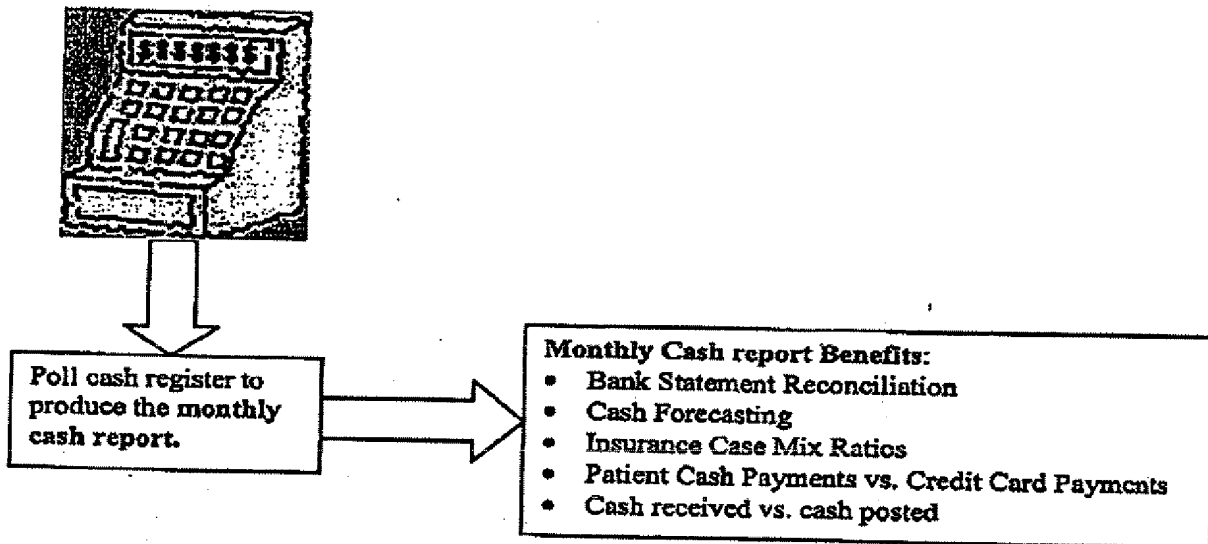 $$$$$$$
Poll cash register to
produce the monthly
cash report.
Monthly Cash report Benefits:
• Bank Statement Reconciliation
• Cash Forecasting
• Insurance Case Mix Ratios
• Patient Cash Payments vs. Credit Card Payments
• Cash received vs. cash posted